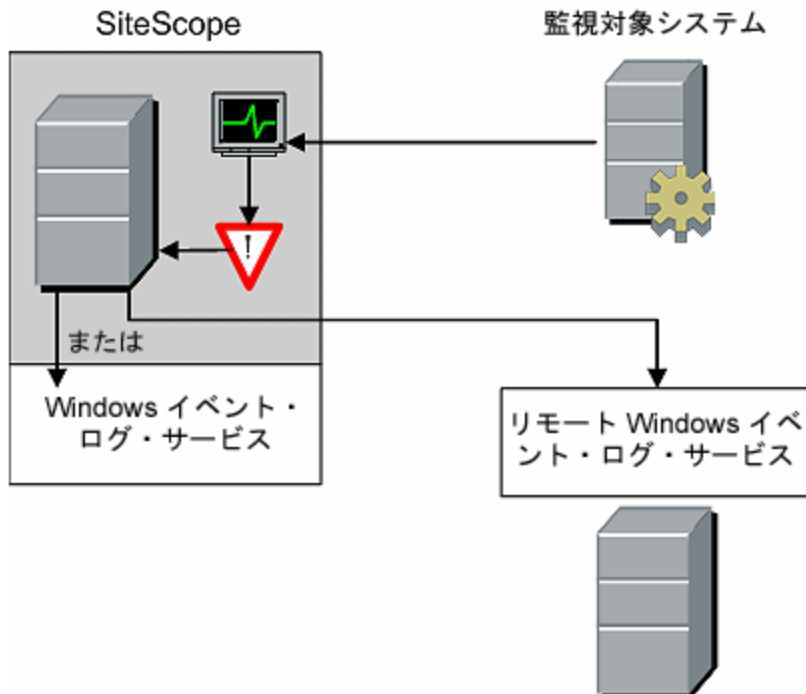 SiteScope
監視対象システム
!
または
Windows イベント・
ログ・サービス
リモート Windows イベ
ント・ログ・サービス